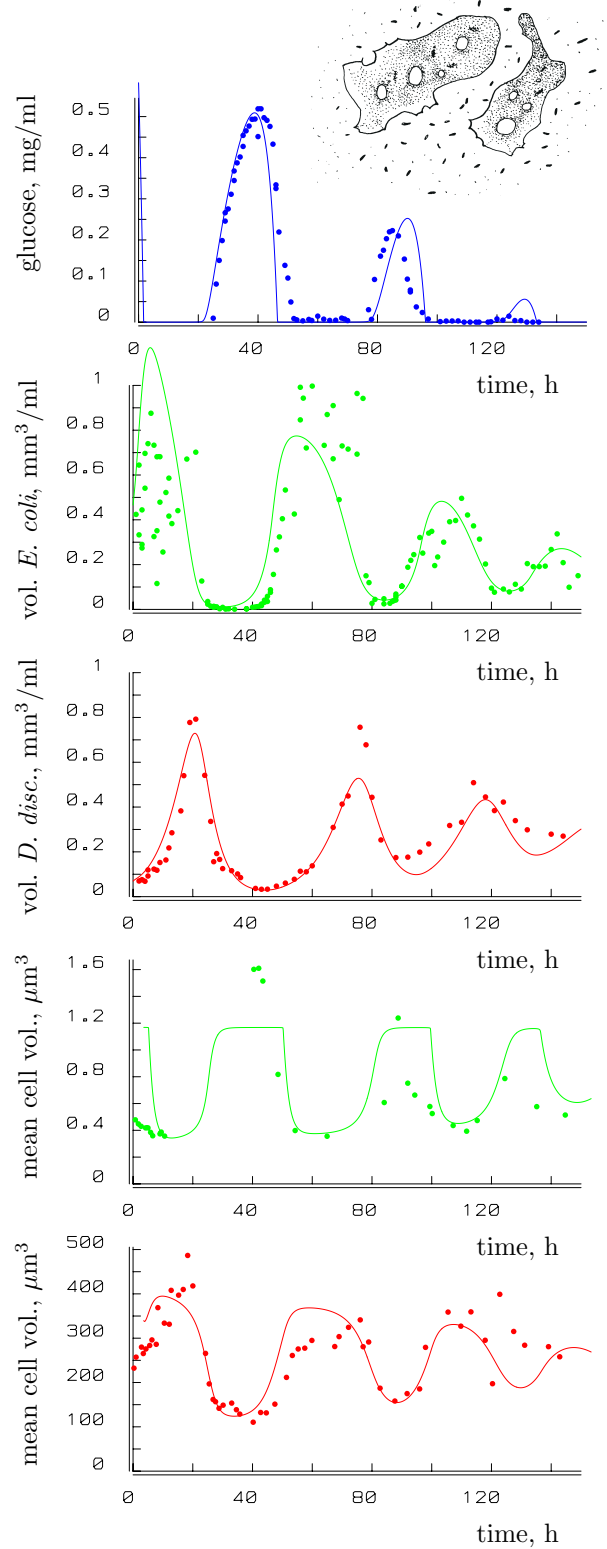 glucose, mg/ml
0.5
0.4
0.3
0.2
0.1
0
0 40 80 120
time, h
vol. E. coli, mm³/ml
1
0.8
0.6
0.4
0.2
0
0 40 80 120
time, h
vol. D. disc., mm³/ml
1
0.8
0.6
0.4
0.2
0
0 40 80 120
time, h
mean cell vol., μm³
1.6
1.2
0.8
0.4
0
0 40 80 120
time, h
mean cell vol., μm³
500
400
300
200
100
0
0 40 80 120
time, h